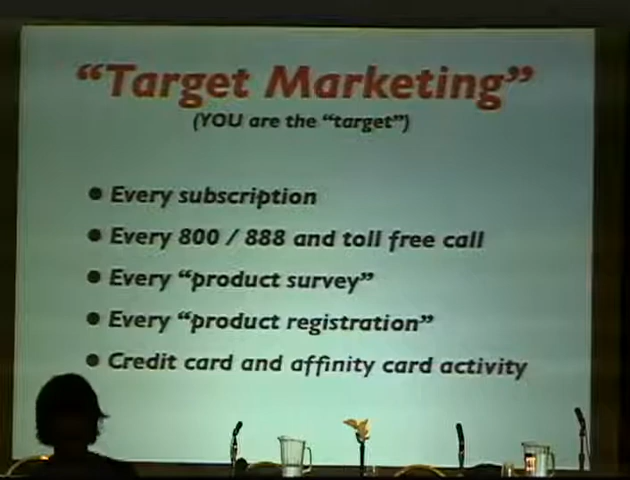 “Target Marketing”
(YOU are the “target”)
• Every subscription
• Every 800 / 888 and toll free call
• Every “product survey”
• Every “product registration”
• Credit card and affinity card activity